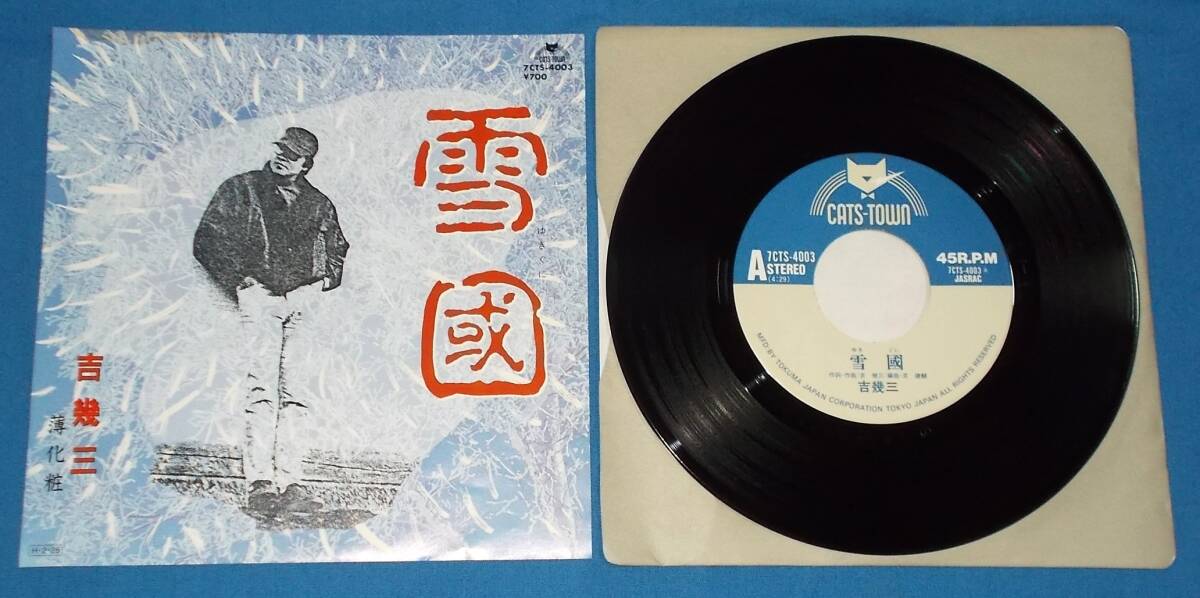 CATS-TOWN
7CTS-4003
¥700
雪
國
ゆきぐに
吉幾三
薄化粧
H・2・25
CATS-TOWN
A
7CTS-4003
STEREO
(4:29)
45R.P.M
7CTS-4003
JASRAC
雪國
吉幾三
MFD BY TOKUMA JAPAN CORPORATION TOKYO JAPAN ALL RIGHTS RESERVED